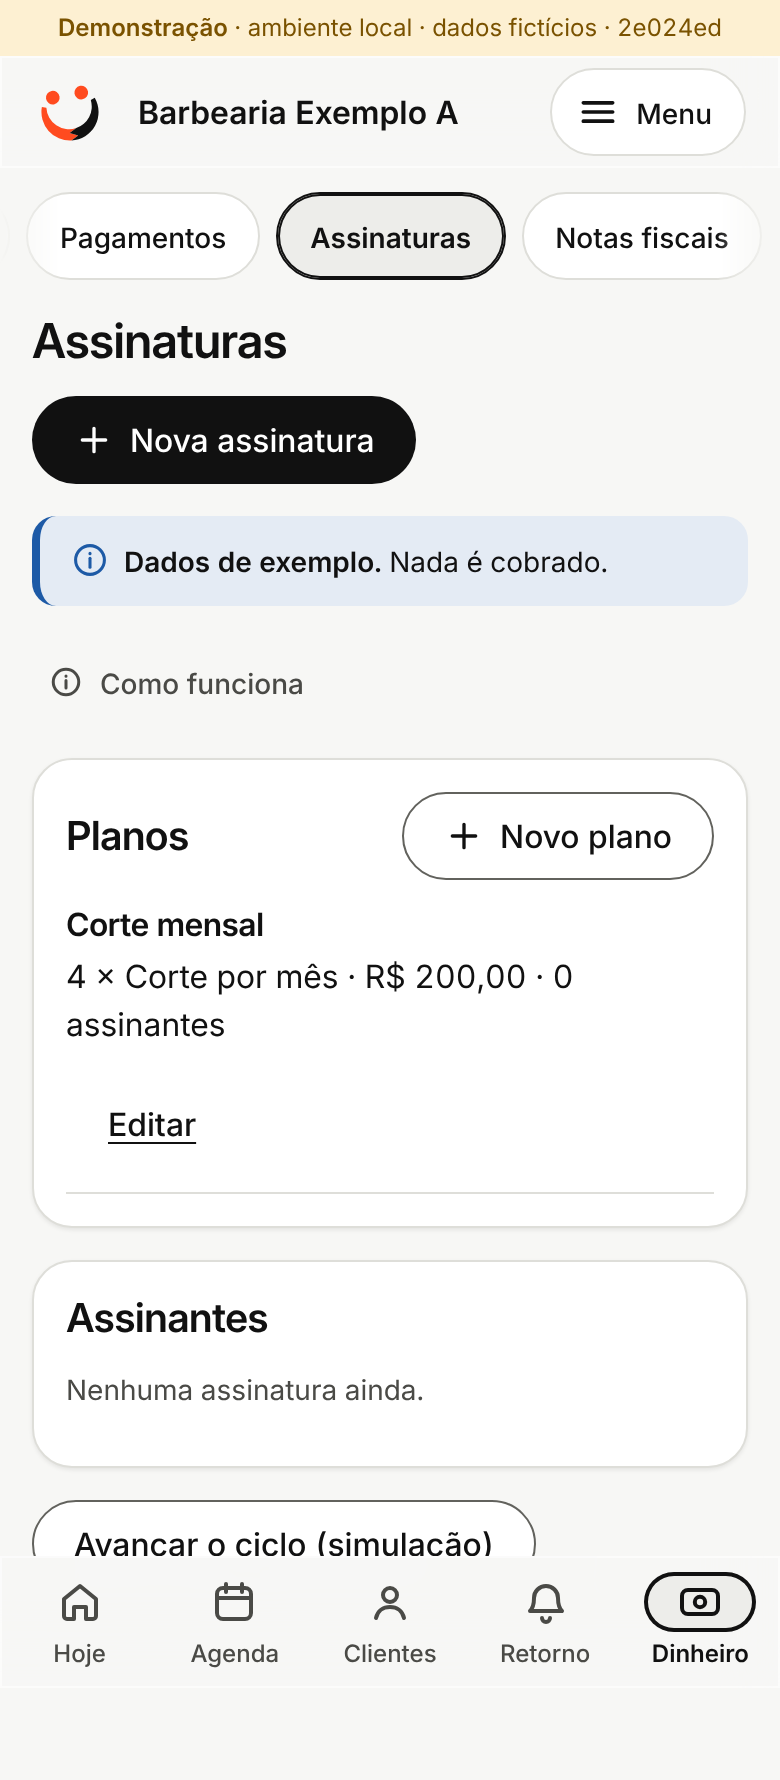 Demonstração · ambiente local · dados fictícios · 2e024ed
Barbearia Exemplo A
Menu
Pagamentos
Assinaturas
Notas fiscais
Assinaturas
+ Nova assinatura
Dados de exemplo. Nada é cobrado.
Como funciona
Planos
+ Novo plano
Corte mensal
4 × Corte por mês · R$ 200,00 · 0
assinantes
Editar
Assinantes
Nenhuma assinatura ainda.
Avançar o ciclo (simulação)
Hoje
Agenda
Clientes
Retorno
Dinheiro